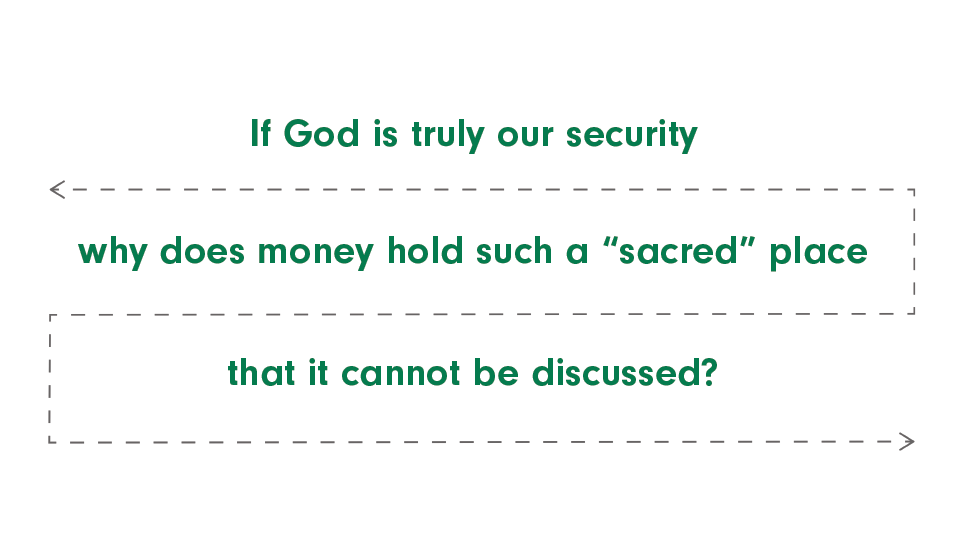 If God is truly our security
why does money hold such a “sacred” place
that it cannot be discussed?